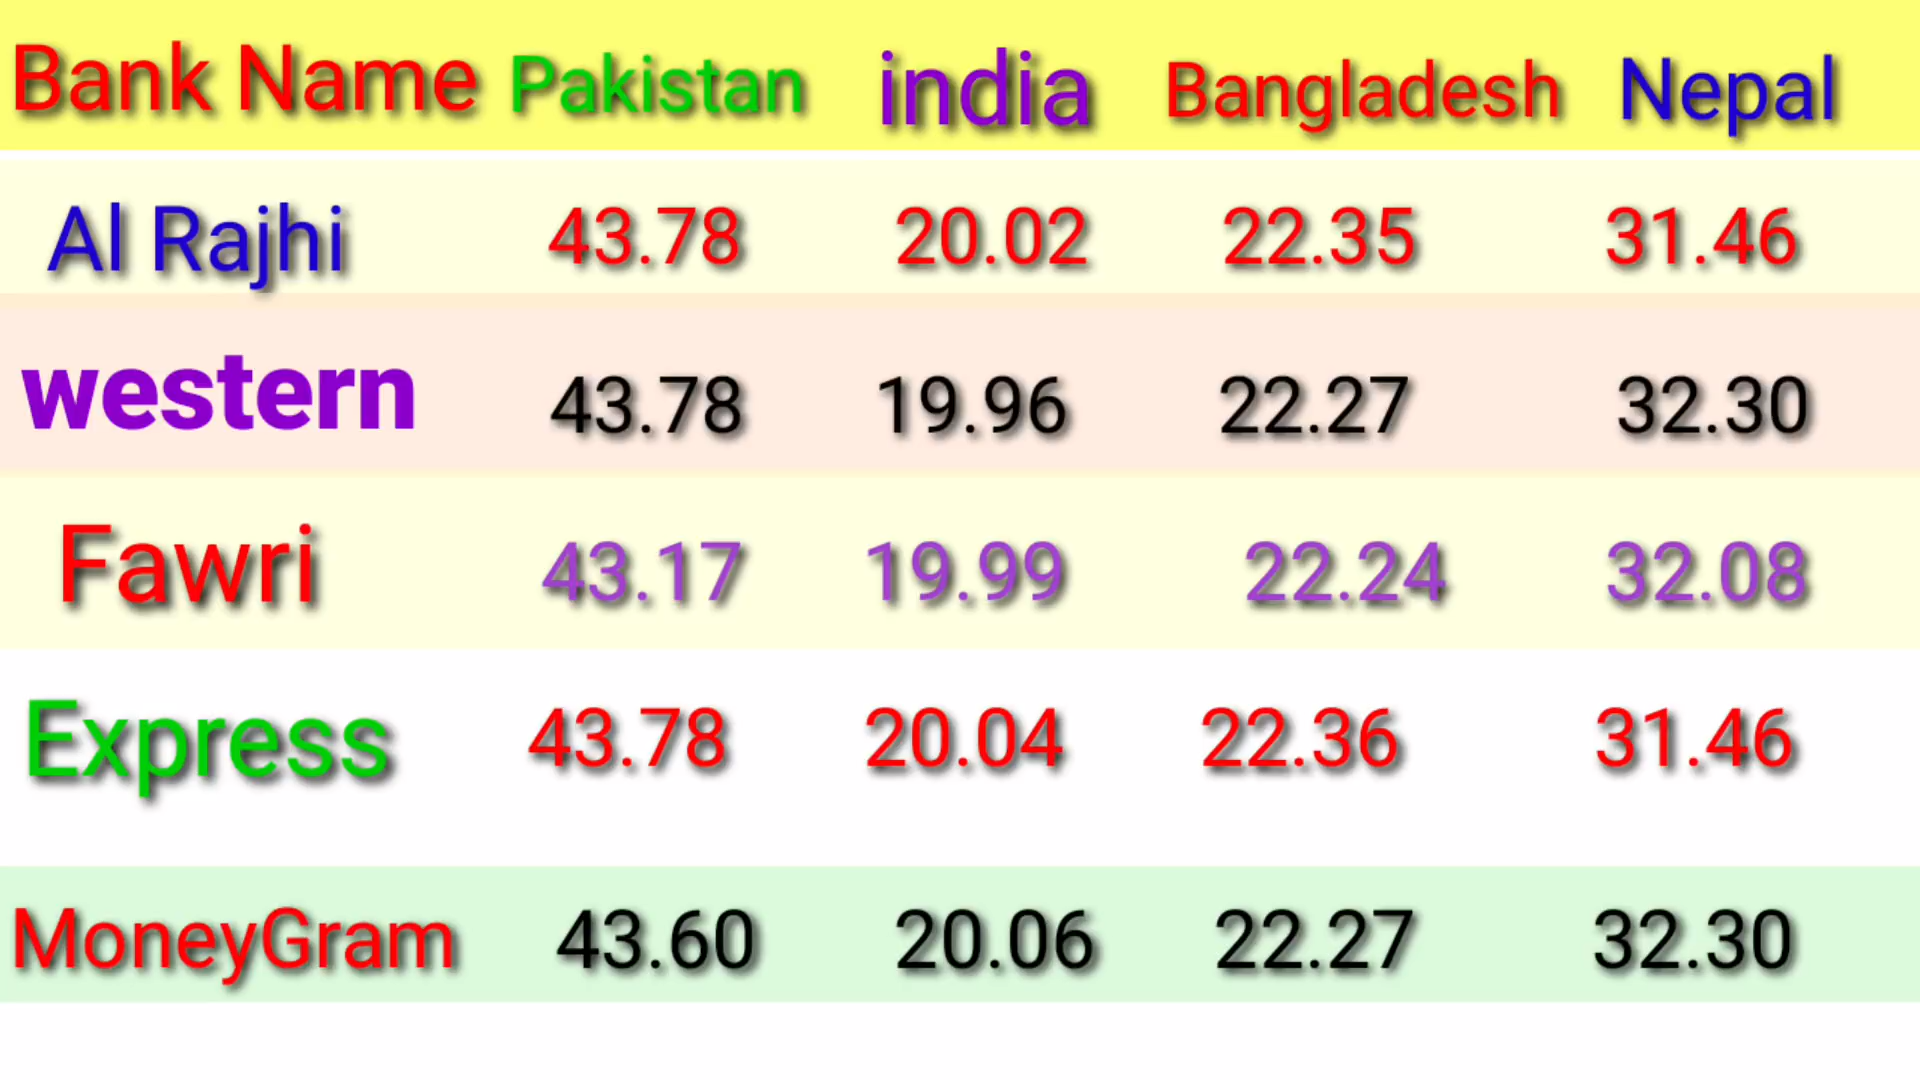 Bank Name Pakistan india Bangladesh Nepal
Al Rajhi 43.78 20.02 22.35 31.46
western 43.78 19.96 22.27 32.30
Fawri 43.17 19.99 22.24 32.08
Express 43.78 20.04 22.36 31.46
MoneyGram 43.60 20.06 22.27 32.30